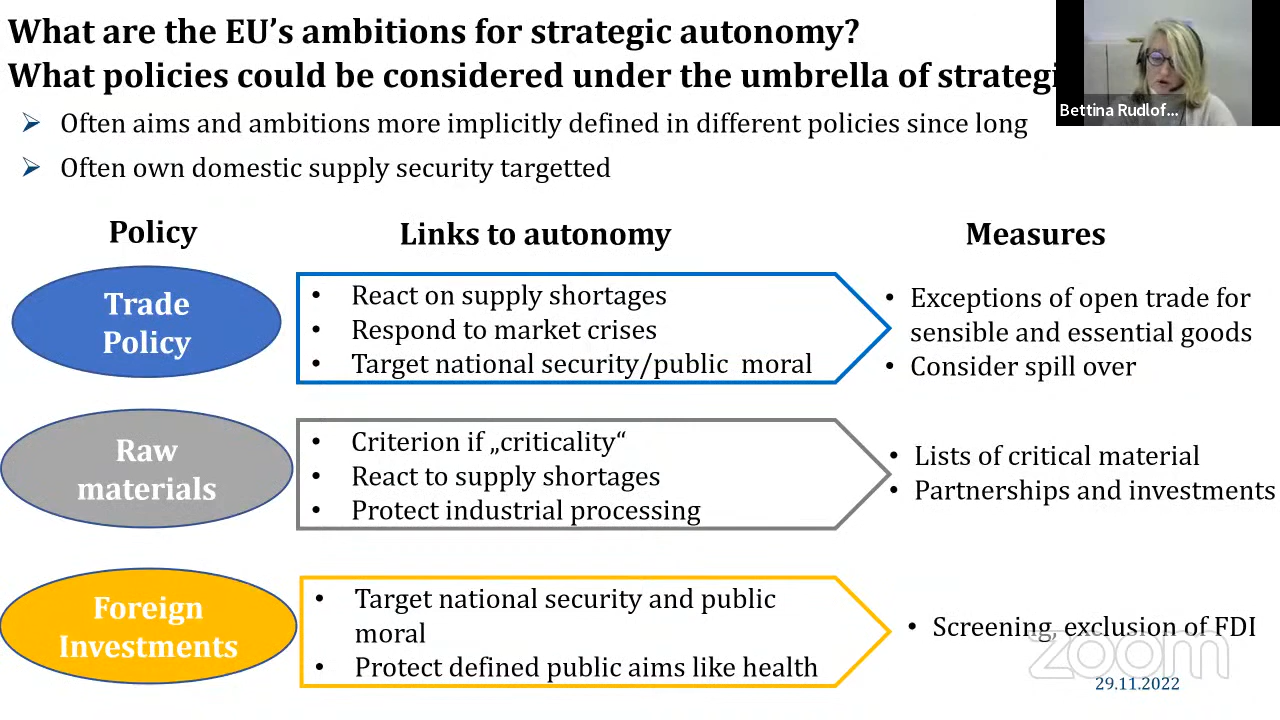 What are the EU's ambitions for strategic autonomy?
What policies could be considered under the umbrella of strategi
Bettina Rudlof...
➢ Often aims and ambitions more implicitly defined in different policies since long
➢ Often own domestic supply security targetted
Policy
Links to autonomy
Measures
Trade
Policy
• React on supply shortages
• Respond to market crises
• Target national security/public moral
• Exceptions of open trade for
sensible and essential goods
• Consider spill over
Raw
materials
• Criterion if „criticality“
• React to supply shortages
• Protect industrial processing
• Lists of critical material
• Partnerships and investments
Foreign
Investments
• Target national security and public
moral
• Protect defined public aims like health
• Screening, exclusion of FDI
zoom
29.11.2022